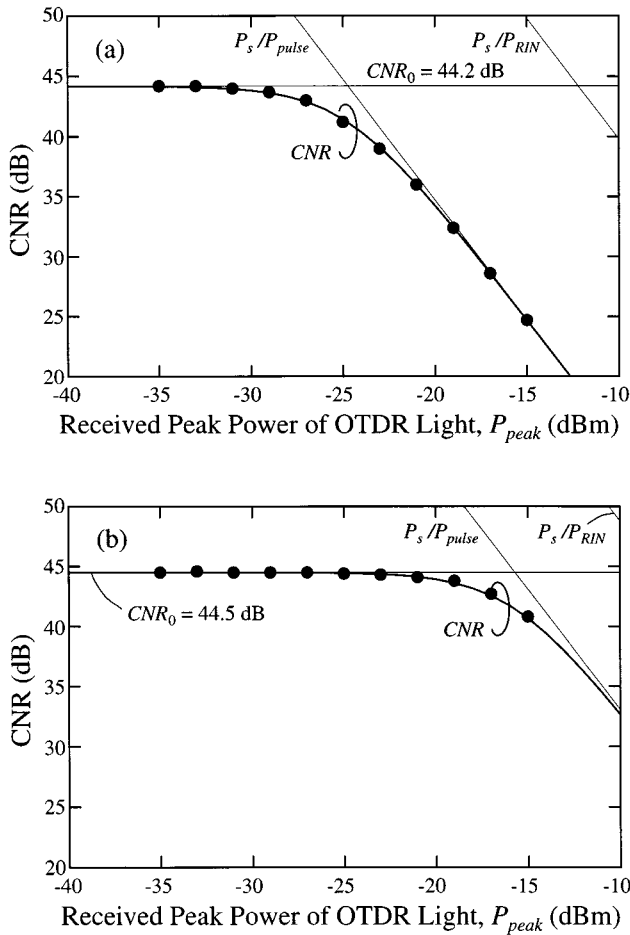 50
45
40
35
30
25
20
CNR (dB)
(a)
P_s/P_pulse
P_s/P_RIN
CNR_0 = 44.2 dB
CNR
-40 -35 -30 -25 -20 -15 -10
Received Peak Power of OTDR Light, P_peak (dBm)
50
45
40
35
30
25
20
CNR (dB)
(b)
P_s/P_pulse
P_s/P_RIN
CNR_0 = 44.5 dB
CNR
-40 -35 -30 -25 -20 -15 -10
Received Peak Power of OTDR Light, P_peak (dBm)